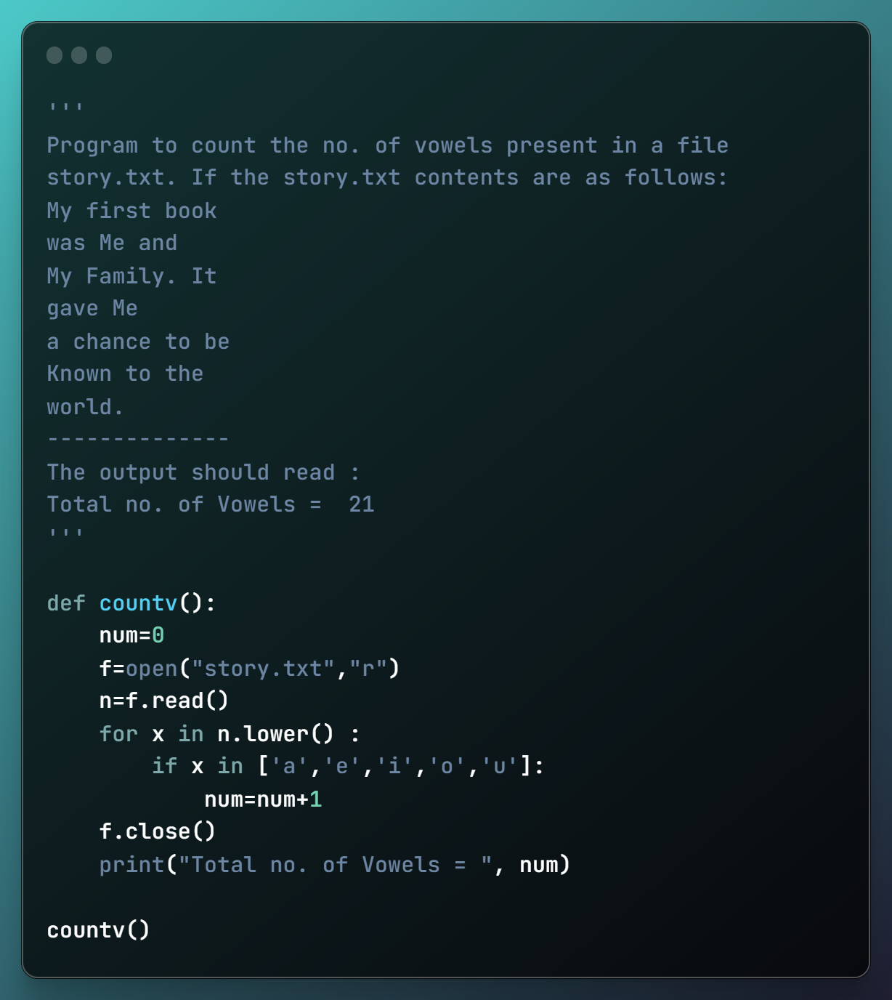 '''
Program to count the no. of vowels present in a file
story.txt. If the story.txt contents are as follows:
My first book
was Me and
My Family. It
gave Me
a chance to be
Known to the
world.
--------------
The output should read :
Total no. of Vowels =  21
'''

def countv():
    num=0
    f=open("story.txt","r")
    n=f.read()
    for x in n.lower() :
        if x in ['a','e','i','o','u']:
            num=num+1
    f.close()
    print("Total no. of Vowels = ", num)

countv()